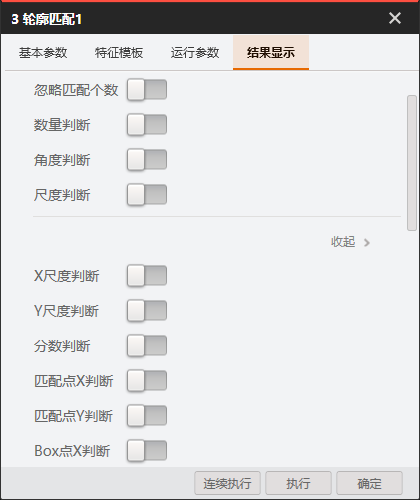 3 轮廓匹配1
基本参数 特征模板 运行参数 结果显示
忽略匹配个数
数量判断
角度判断
尺度判断
收起
X尺度判断
Y尺度判断
分数判断
匹配点X判断
匹配点Y判断
Box点X判断
连续执行 执行 确定